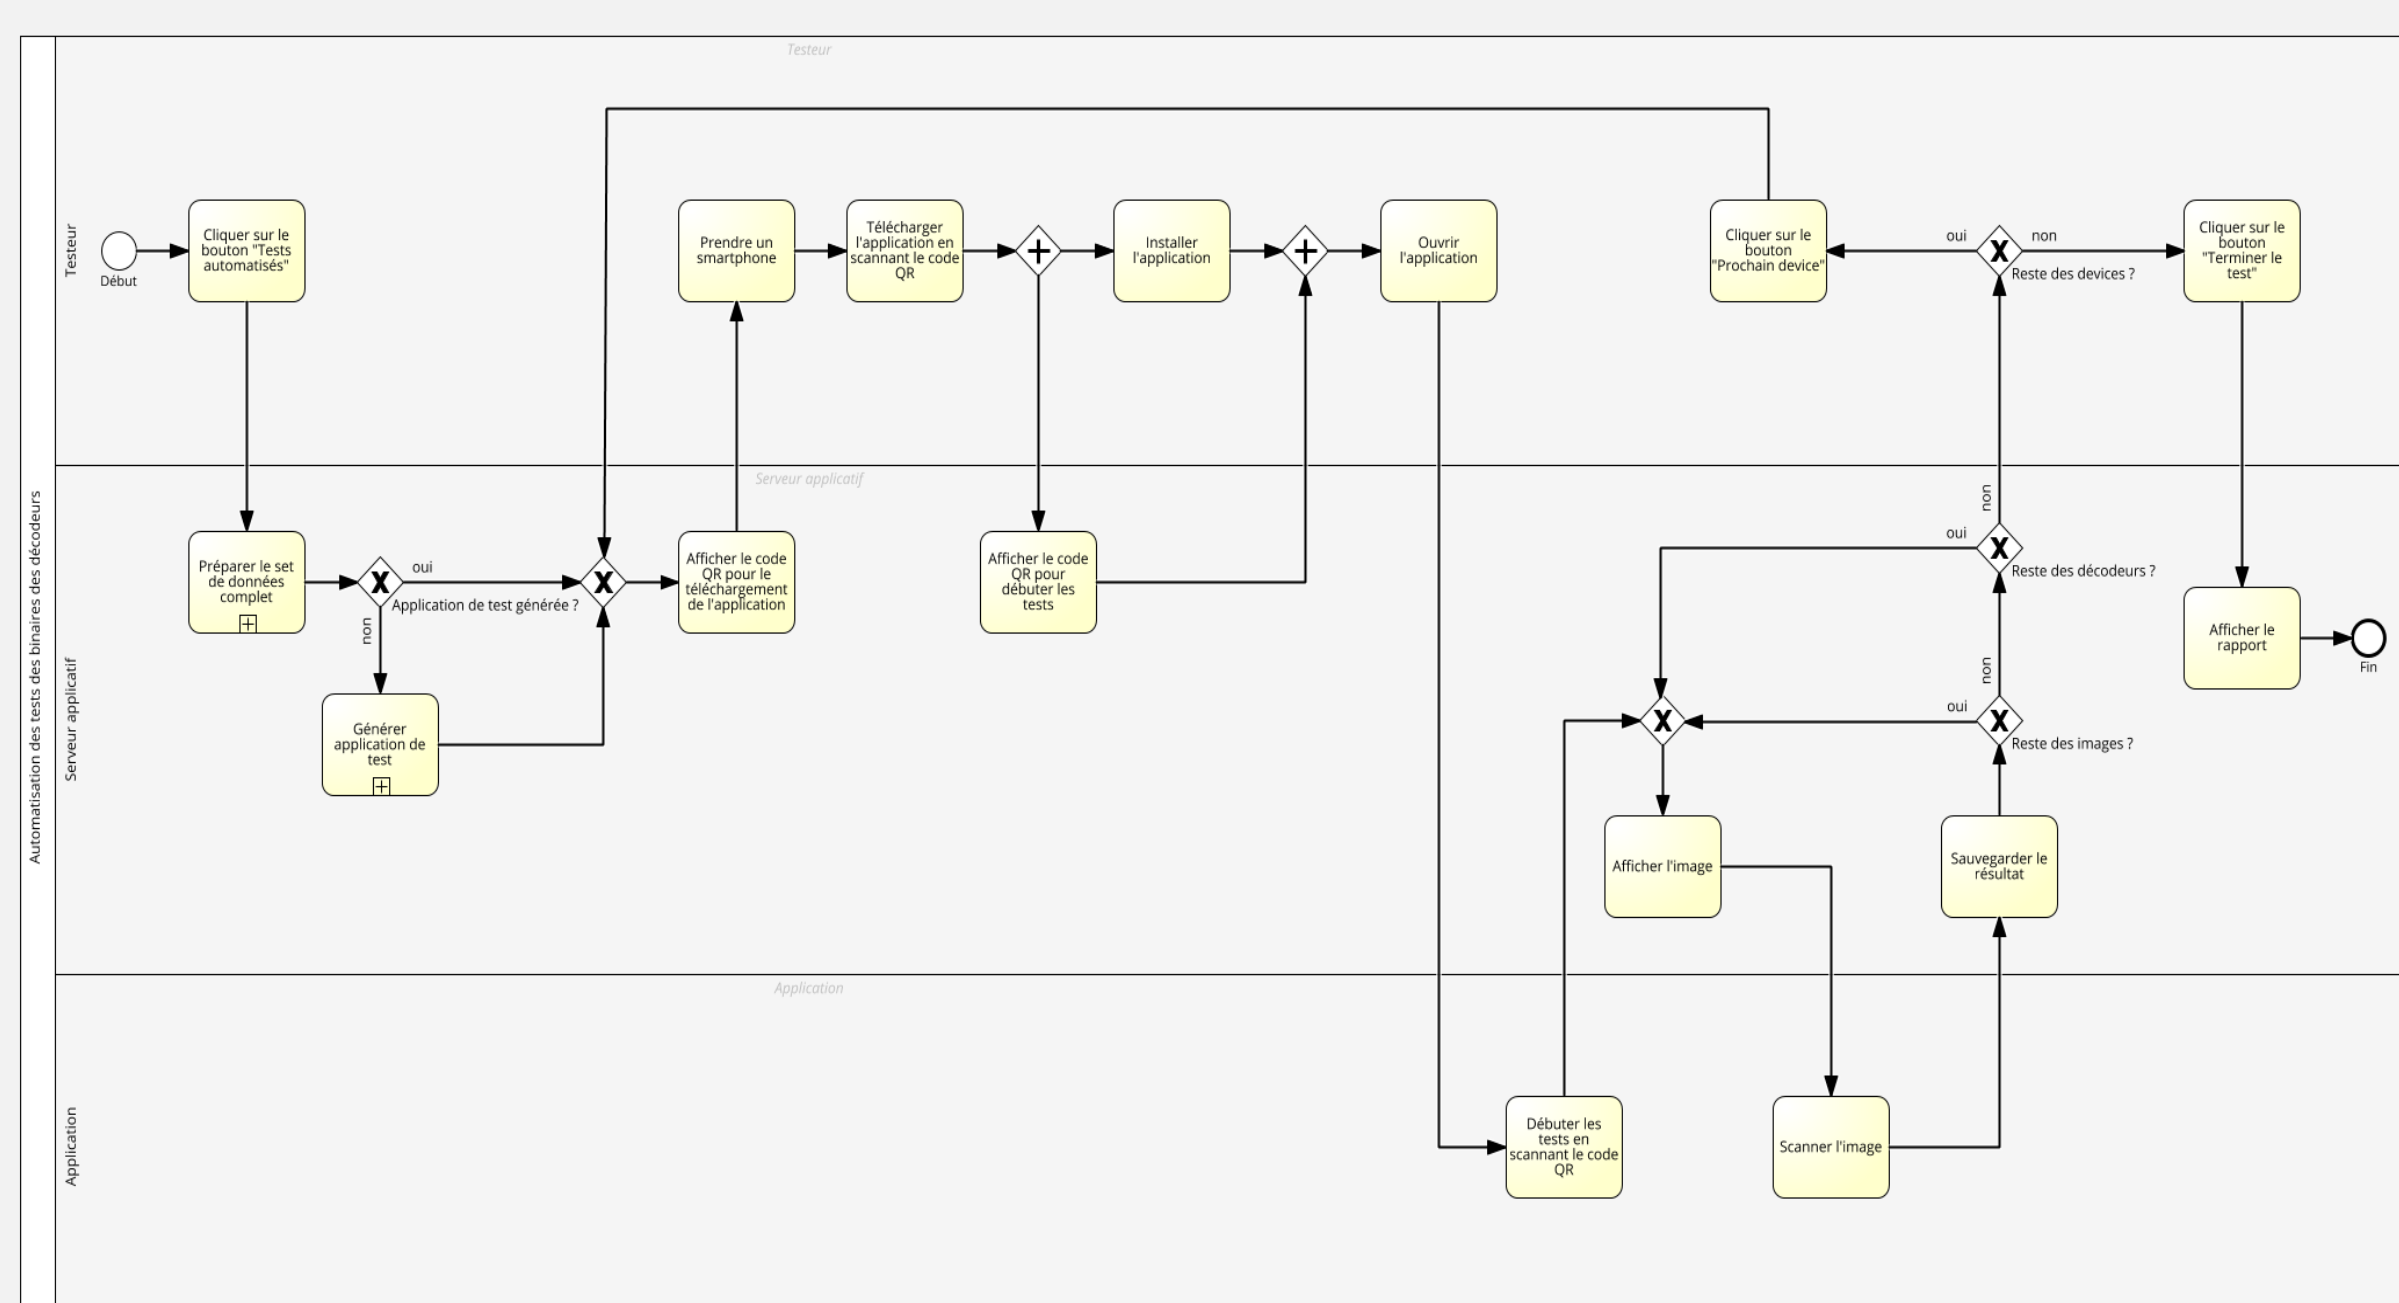 Automatisation des tests des binaires des décodeurs
Testeur
Testeur
Début
Cliquer sur le
bouton "Tests
automatisés"
Prendre un
smartphone
Télécharger
l'application en
scannant le code
QR
Installer
l'application
Ouvrir
l'application
Cliquer sur le
bouton
"Prochain device"
oui
non
Reste des devices ?
Cliquer sur le
bouton
"Terminer le
test"
Serveur applicatif
Serveur applicatif
Préparer le set
de données
complet
oui
Application de test générée ?
non
Générer
application de
test
Afficher le code
QR pour le
téléchargement
de l'application
Afficher le code
QR pour
débuter les
tests
non
oui
Reste des décodeurs ?
non
oui
Reste des images ?
Afficher l'image
Sauvegarder le
résultat
Afficher le
rapport
Fin
Application
Application
Débuter les
tests en
scannant le code
QR
Scanner l'image